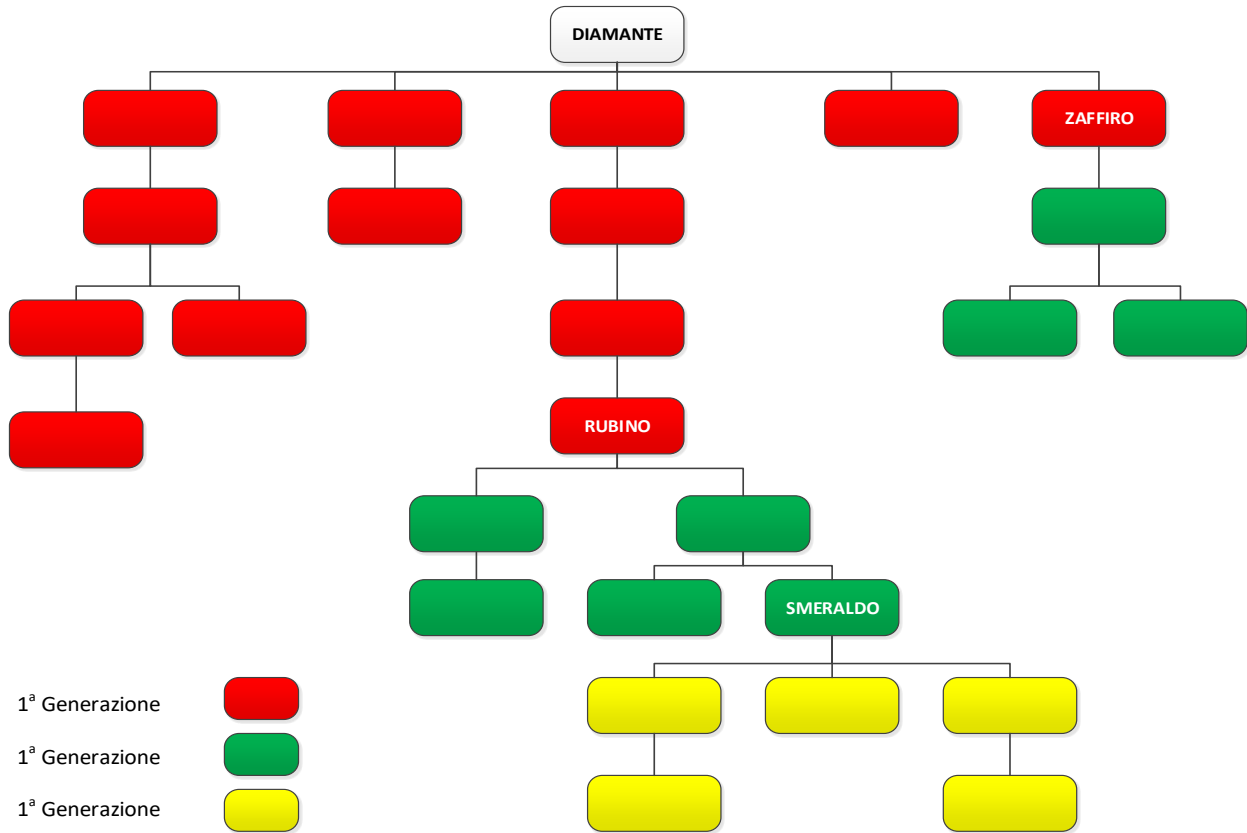 DIAMANTE
ZAFFIRO
RUBINO
SMERALDO
1ª Generazione
1ª Generazione
1ª Generazione